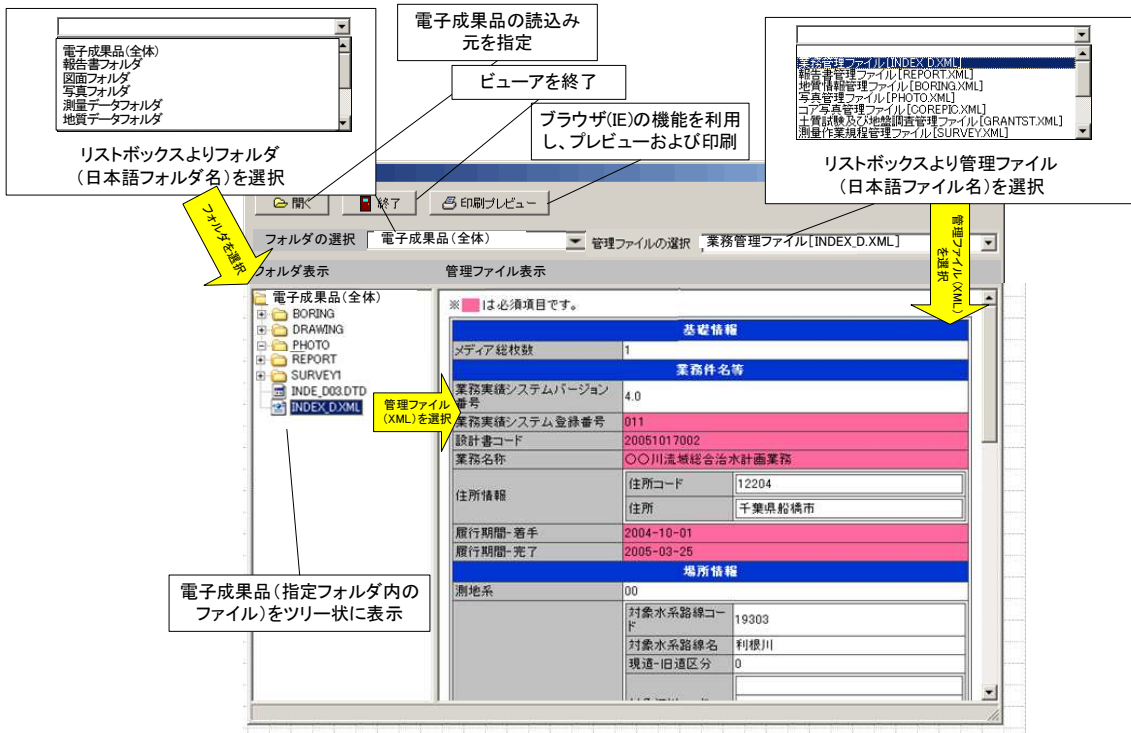 電子成果品(全体)
報告書フォルダ
図面フォルダ
写真フォルダ
測量データフォルダ
地質データフォルダ
リストボックスよりフォルダ
（日本語フォルダ名）を選択
電子成果品の読込み
元を指定
ビューアを終了
ブラウザ(IE)の機能を利用
し、プレビューおよび印刷
業務管理ファイル[INDEX_D.XML]
報告書管理ファイル[REPORT.XML]
地質情報管理ファイル[BORING.XML]
写真管理ファイル[PHOTO.XML]
コア写真管理ファイル[COREPIC.XML]
土質試験及び地盤調査管理ファイル[GRANTST.XML]
測量作業規程管理ファイル[SURVEY.XML]
リストボックスより管理ファイル
（日本語ファイル名）を選択
フォルダを選択
管理ファイル(XML)
を選択
開く
終了
印刷プレビュー
フォルダの選択
電子成果品(全体)
管理ファイルの選択
業務管理ファイル[INDEX_D.XML]
フォルダ表示
管理ファイル表示
電子成果品(全体)
BORING
DRAWING
PHOTO
REPORT
SURVEY1
INDE_D03.DTD
INDEX_D.XML
管理ファイル
(XML)を選択
電子成果品（指定フォルダ内の
ファイル）をツリー状に表示
※ は必須項目です。
基礎情報
メディア総枚数 1
業務件名等
業務実績システムバージョン
番号 4.0
業務実績システム登録番号 011
設計書コード 20051017002
業務名称 〇〇川流域総合治水計画業務
住所情報
住所コード 12204
住所 千葉県船橋市
履行期間-着手 2004-10-01
履行期間-完了 2005-03-25
場所情報
測地系 00
対象水系路線コー
ド 19303
対象水系路線名 利根川
現道-旧道区分 0